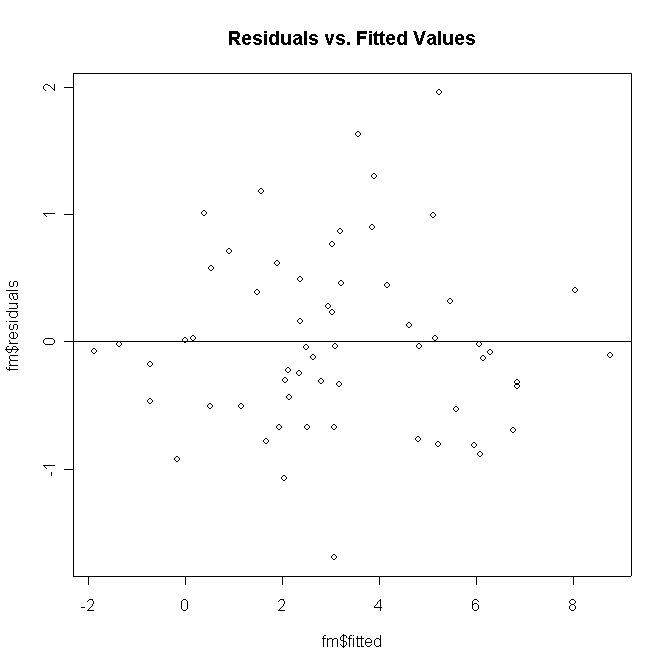 Residuals vs. Fitted Values
fm$residuals
2
1
0
-1
-2 0 2 4 6 8
fm$fitted